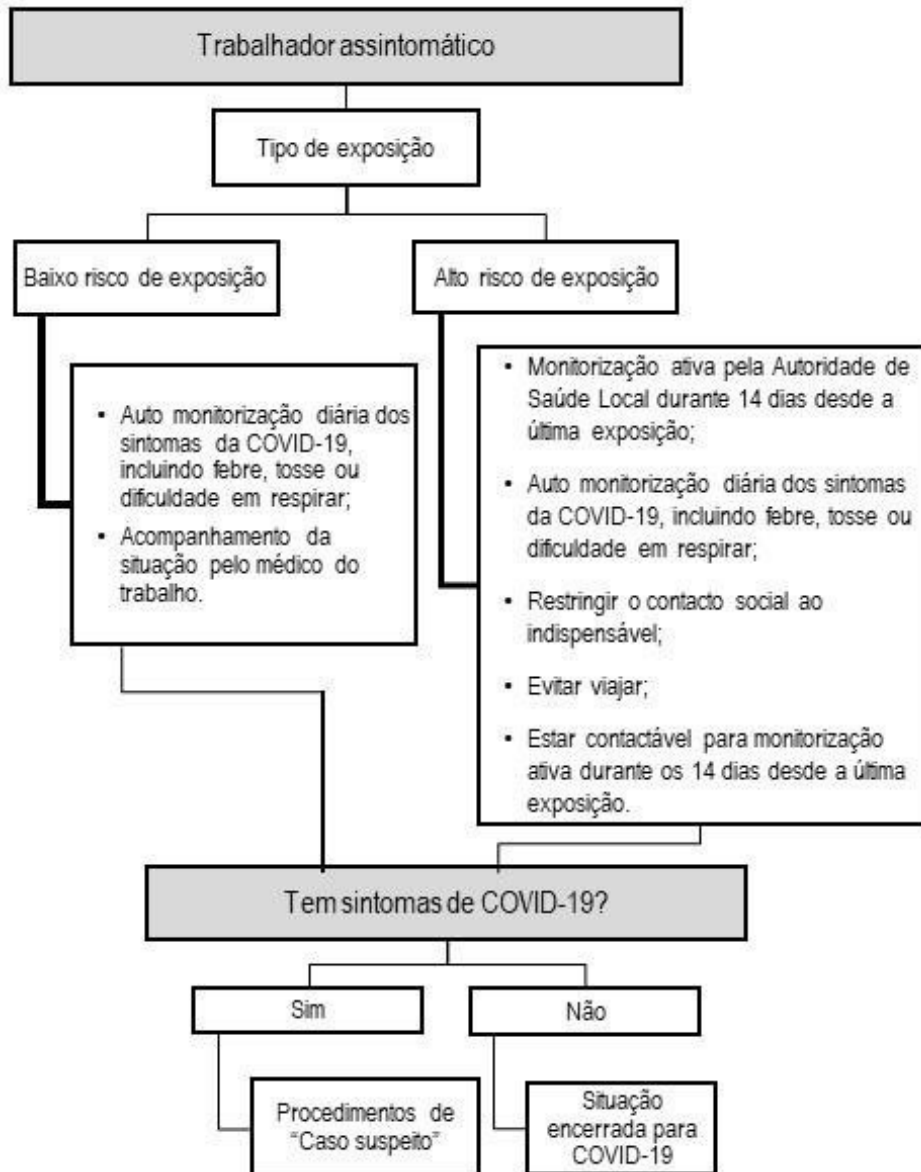 Trabalhador assintomático
Tipo de exposição
Baixo risco de exposição
Alto risco de exposição
• Auto monitorização diária dos
sintomas da COVID-19,
incluindo febre, tosse ou
dificuldade em respirar;
• Acompanhamento da
situação pelo médico do
trabalho.
• Monitorização ativa pela Autoridade de
Saúde Local durante 14 dias desde a
última exposição;
• Auto monitorização diária dos sintomas
da COVID-19, incluindo febre, tosse ou
dificuldade em respirar;
• Restringir o contacto social ao
indispensável;
• Evitar viajar;
• Estar contactável para monitorização
ativa durante os 14 dias desde a última
exposição.
Tem sintomas de COVID-19?
Sim
Não
Procedimentos de
“Caso suspeito”
Situação
encerrada para
COVID-19